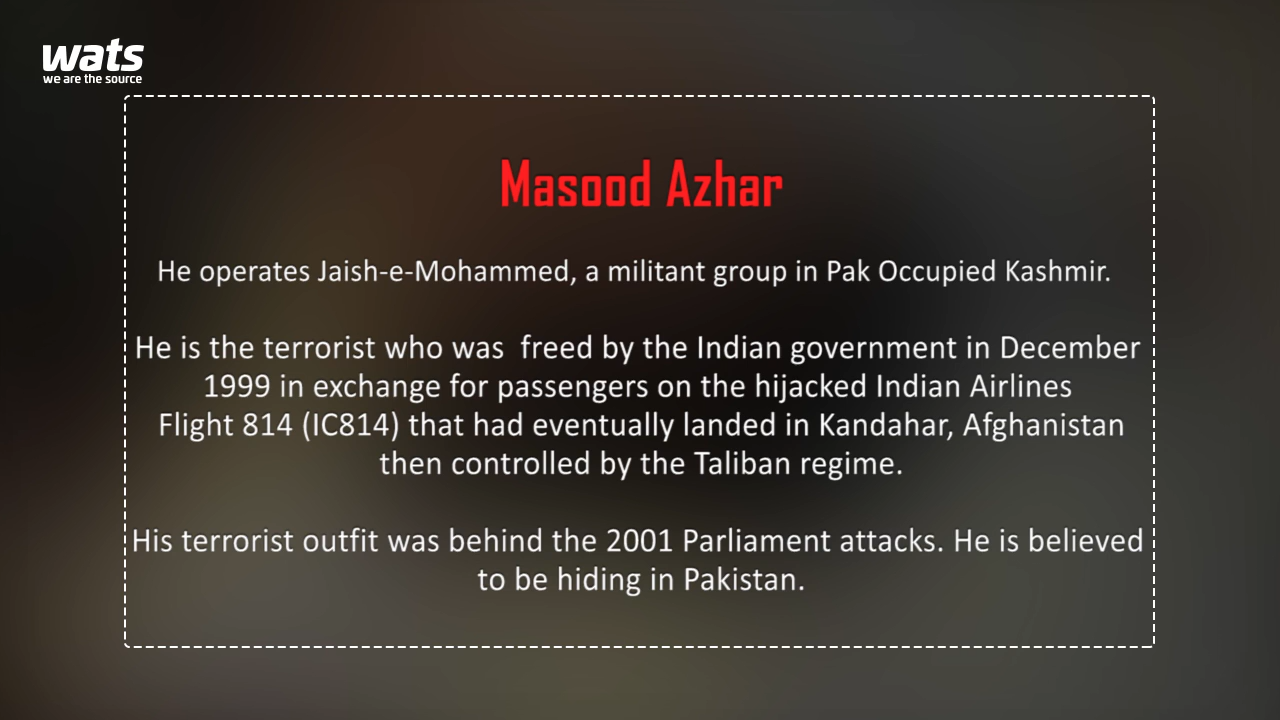 wats
we are the source
Masood Azhar
He operates Jaish-e-Mohammed, a militant group in Pak Occupied Kashmir.
He is the terrorist who was  freed by the Indian government in December
1999 in exchange for passengers on the hijacked Indian Airlines
Flight 814 (IC814) that had eventually landed in Kandahar, Afghanistan
then controlled by the Taliban regime.
His terrorist outfit was behind the 2001 Parliament attacks. He is believed
to be hiding in Pakistan.